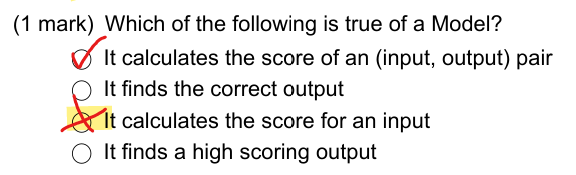 (1 mark) Which of the following is true of a Model?
It calculates the score of an (input, output) pair
It finds the correct output
It calculates the score for an input
It finds a high scoring output